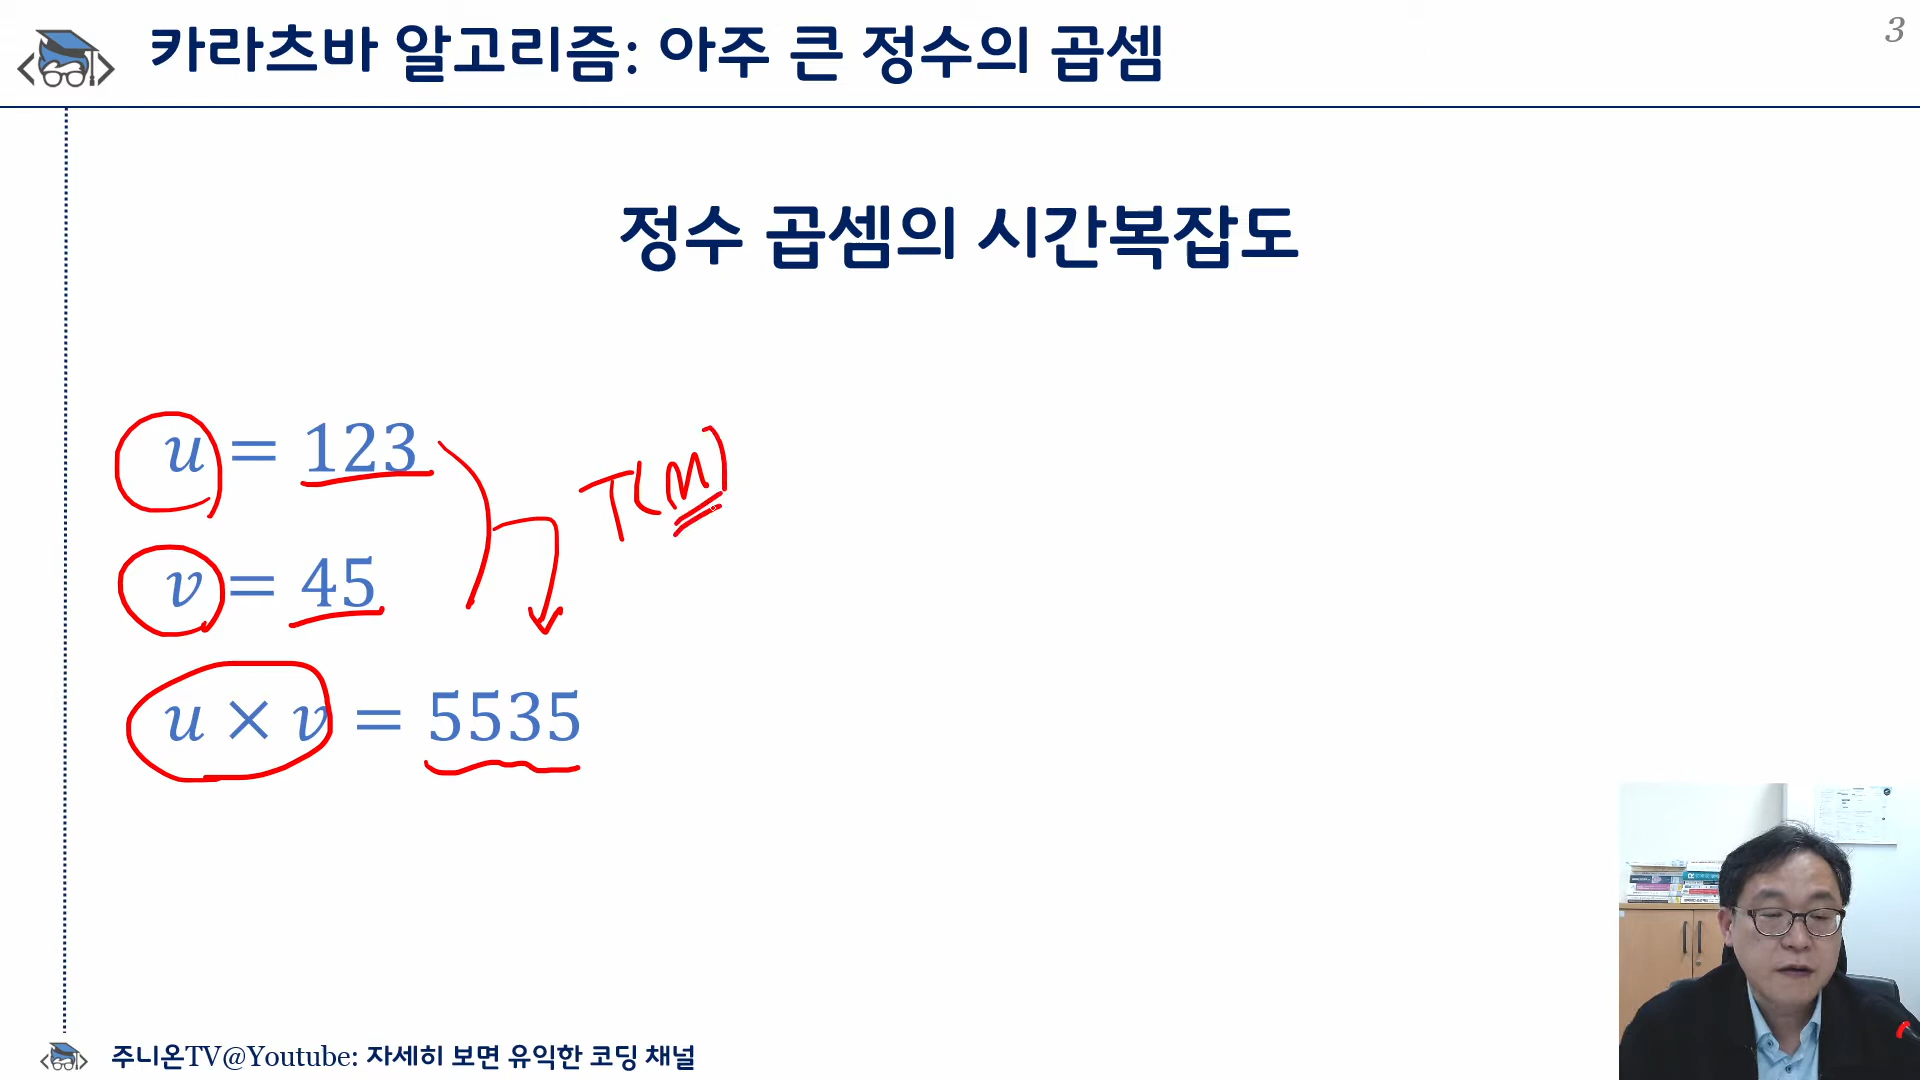 카라츠바 알고리즘: 아주 큰 정수의 곱셈
3
정수 곱셈의 시간복잡도
u = 123
T(n)
v = 45
u × v = 5535
주니온TV@Youtube: 자세히 보면 유익한 코딩 채널